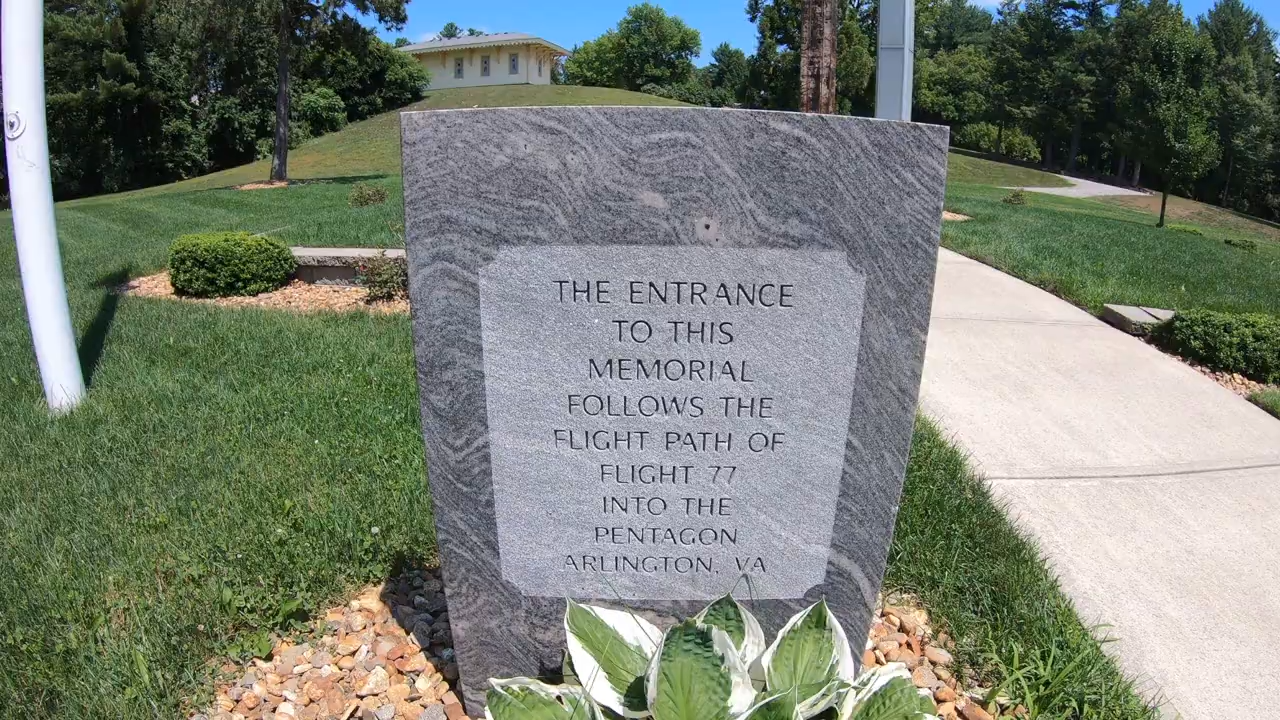 THE ENTRANCE
TO THIS
MEMORIAL
FOLLOWS THE
FLIGHT PATH OF
FLIGHT 77
INTO THE
PENTAGON
ARLINGTON, VA